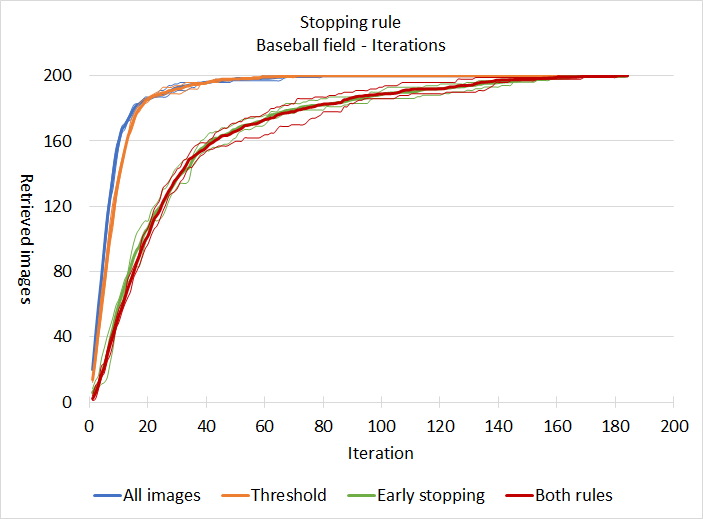 Stopping rule
Baseball field - Iterations
Retrieved images
200
160
120
80
40
0
0 20 40 60 80 100 120 140 160 180 200
Iteration
All images Threshold Early stopping Both rules